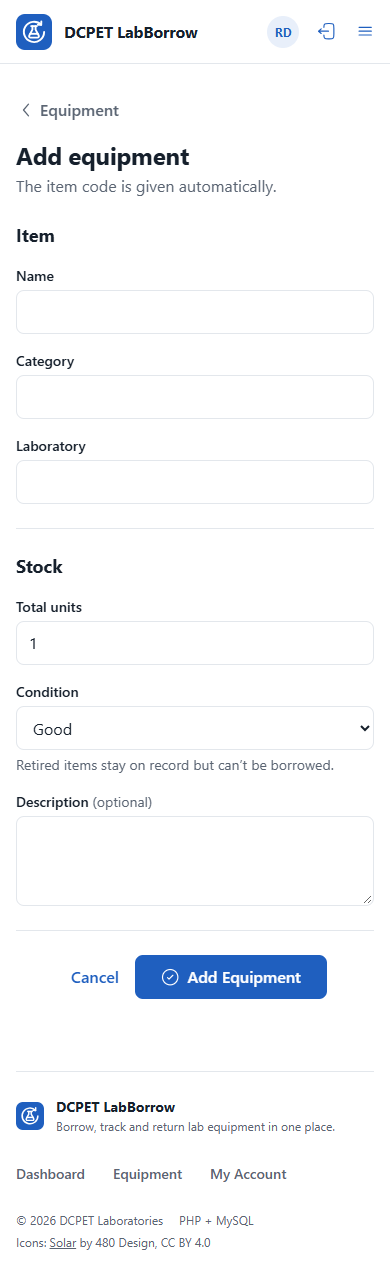 DCPET LabBorrow
RD
Equipment
Add equipment
The item code is given automatically.
Item
Name
Category
Laboratory
Stock
Total units
1
Condition
Good
Retired items stay on record but can't be borrowed.
Description (optional)
Cancel
Add Equipment
DCPET LabBorrow
Borrow, track and return lab equipment in one place.
Dashboard Equipment My Account
© 2026 DCPET Laboratories PHP + MySQL
Icons: Solar by 480 Design, CC BY 4.0